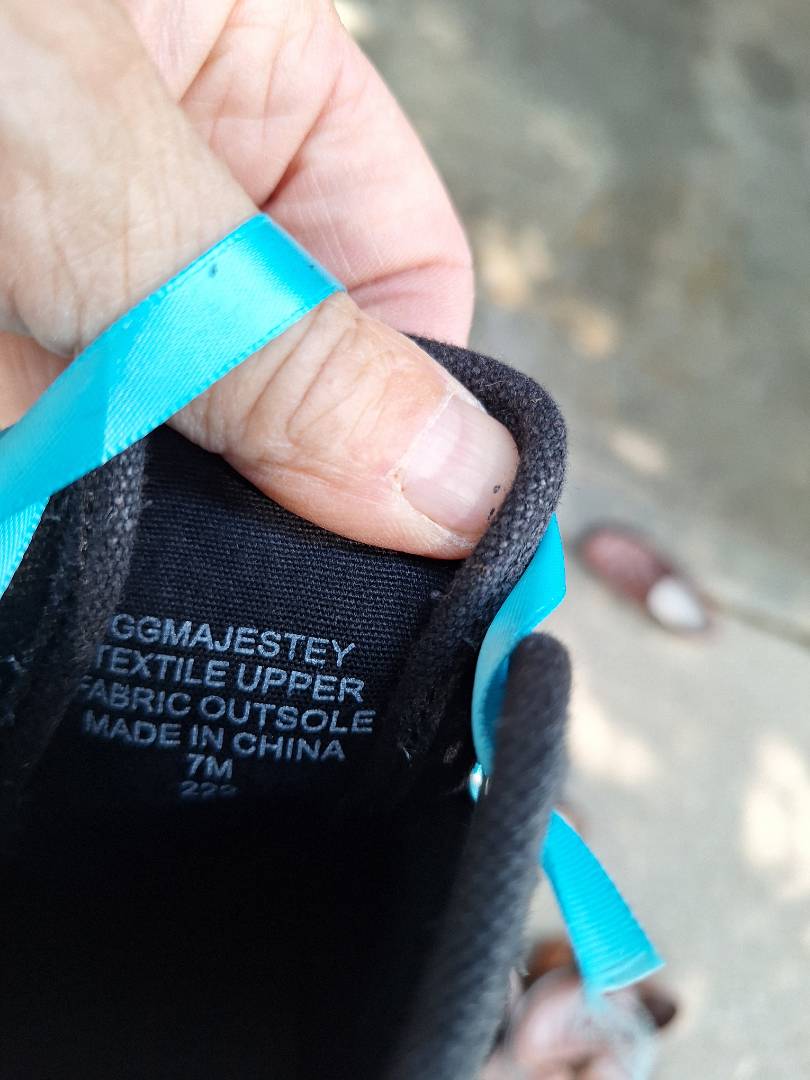 GGMAJESTEY
TEXTILE UPPER
FABRIC OUTSOLE
MADE IN CHINA
7M